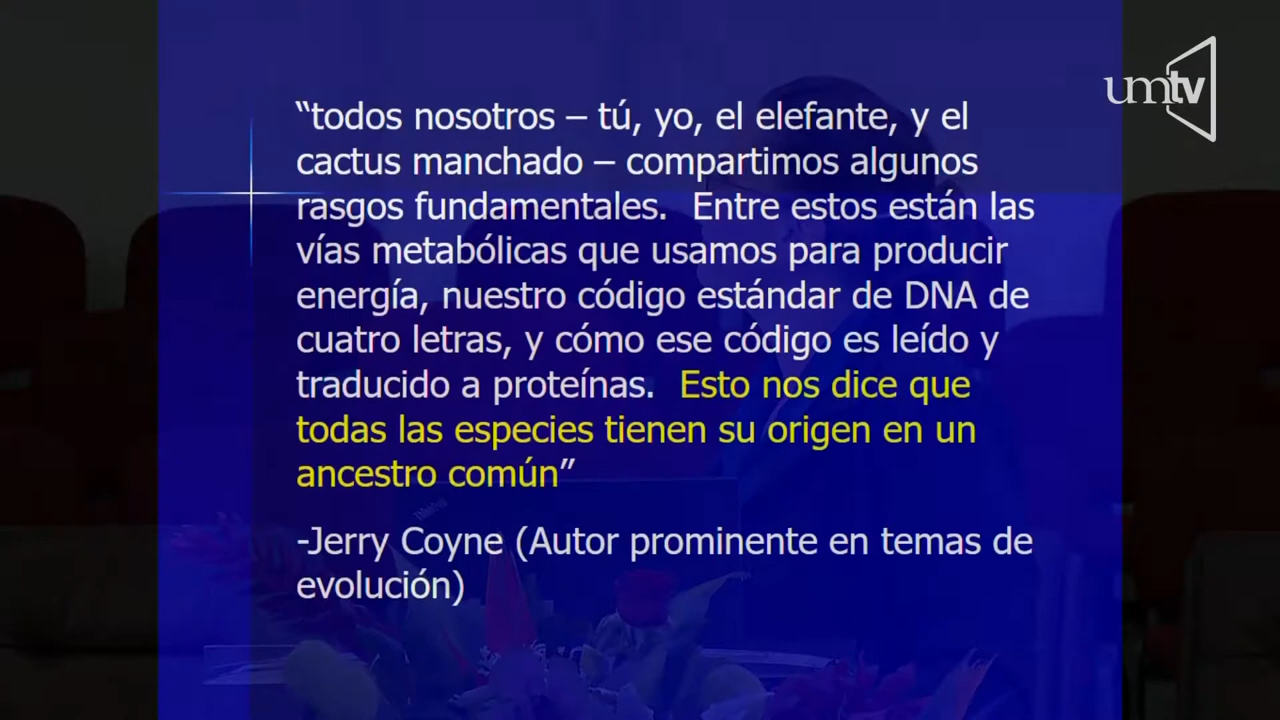 umtv
“todos nosotros – tú, yo, el elefante, y el
cactus manchado – compartimos algunos
rasgos fundamentales.  Entre estos están las
vías metabólicas que usamos para producir
energía, nuestro código estándar de DNA de
cuatro letras, y cómo ese código es leído y
traducido a proteínas.  Esto nos dice que
todas las especies tienen su origen en un
ancestro común”
-Jerry Coyne (Autor prominente en temas de
evolución)